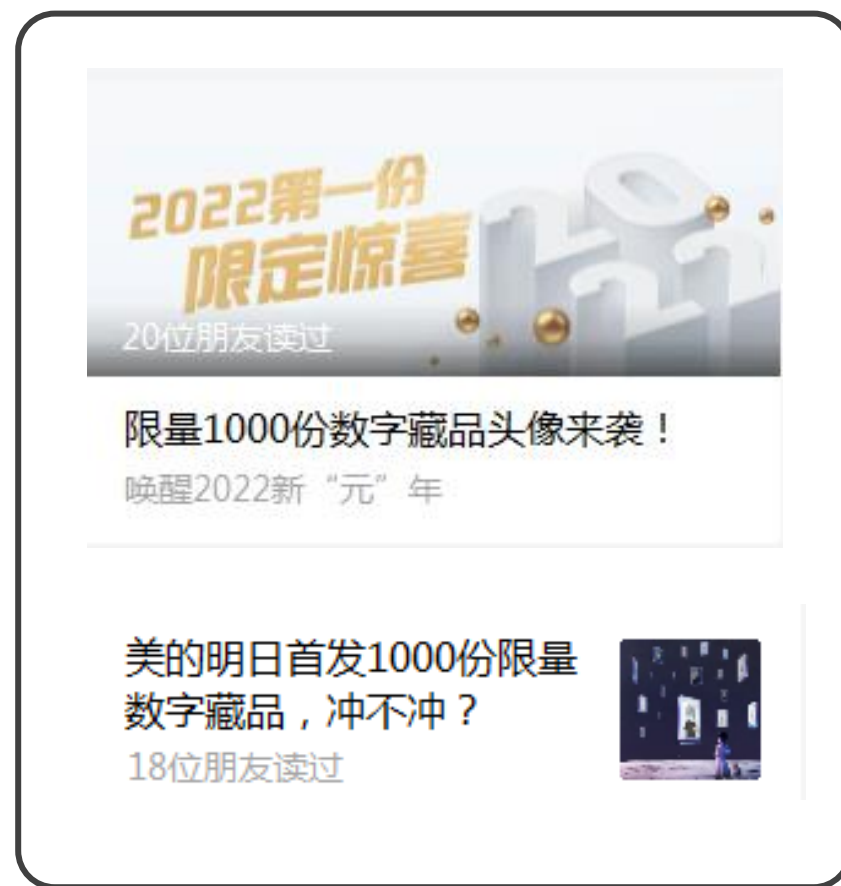 2022第一份
限定惊喜
20位朋友读过
限量1000份数字藏品头像来袭！
唤醒2022新“元”年
美的明日首发1000份限量
数字藏品，冲不冲？
18位朋友读过